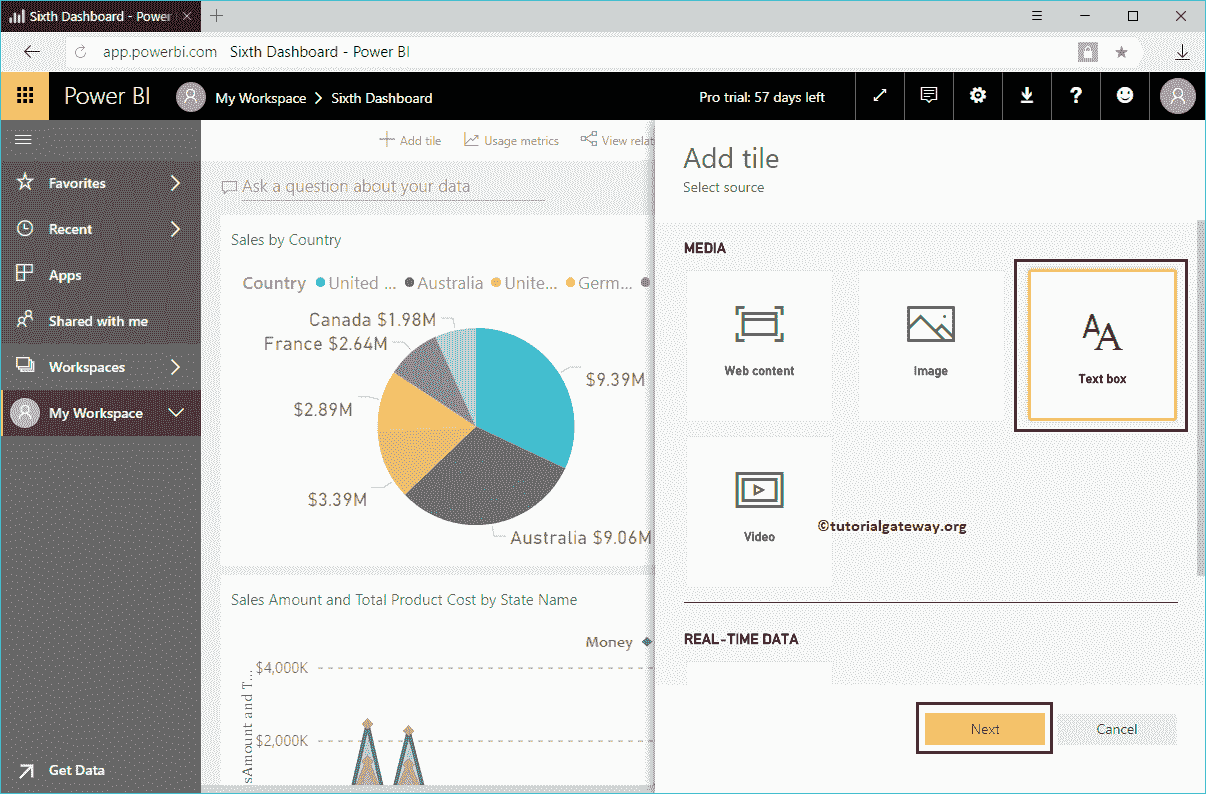 Sixth Dashboard - Power
app.powerbi.com Sixth Dashboard - Power BI
Power BI
My Workspace > Sixth Dashboard
Pro trial: 57 days left
Favorites
Recent
Apps
Shared with me
Workspaces
My Workspace
Get Data
Add tile
Usage metrics
View relat
Ask a question about your data
Sales by Country
Country United ... Australia Unite... Germ...
Canada $1.98M
France $2.64M
$9.39M
$2.89M
$3.39M
Australia $9.06M
Sales Amount and Total Product Cost by State Name
Money
$4,000K
$2,000K
sAmount and T...
Add tile
Select source
MEDIA
Web content
Image
Text box
Video
©tutorialgateway.org
REAL-TIME DATA
Next
Cancel